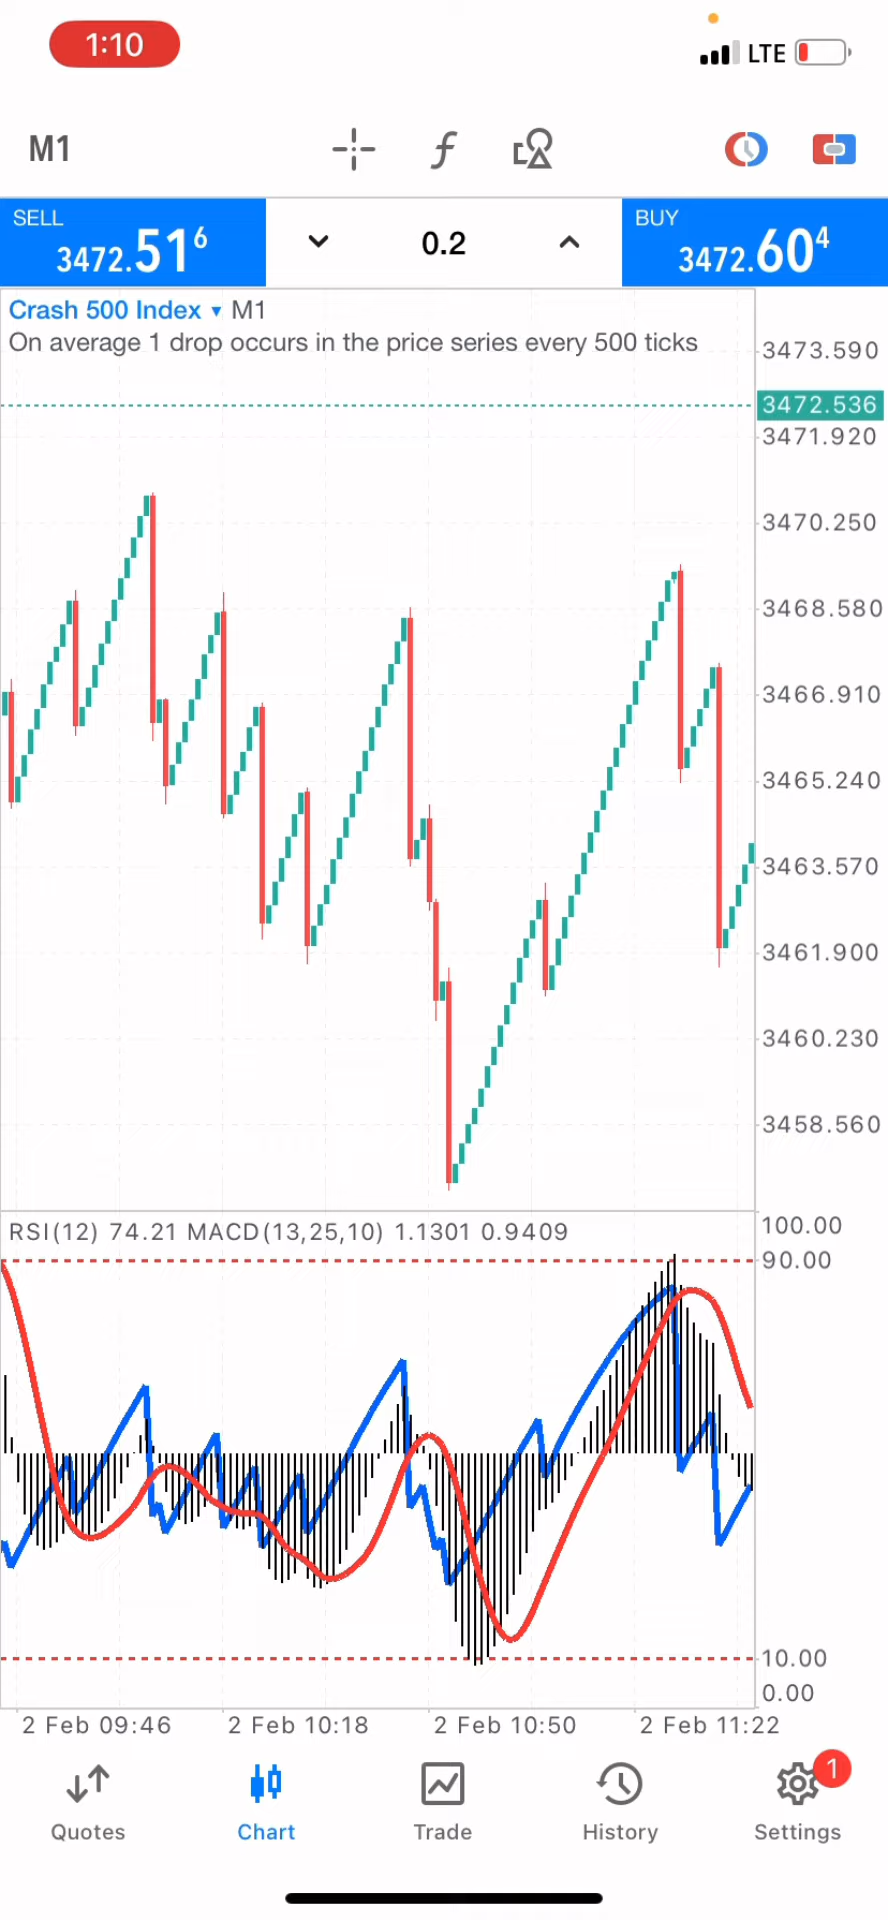 1:10
LTE
M1
SELL
3472.516
0.2
BUY
3472.604
Crash 500 Index ▾ M1
On average 1 drop occurs in the price series every 500 ticks
3473.590
3472.536
3471.920
3470.250
3468.580
3466.910
3465.240
3463.570
3461.900
3460.230
3458.560
RSI(12) 74.21 MACD(13,25,10) 1.1301 0.9409
100.00
90.00
10.00
0.00
2 Feb 09:46
2 Feb 10:18
2 Feb 10:50
2 Feb 11:22
1
Quotes
Chart
Trade
History
Settings